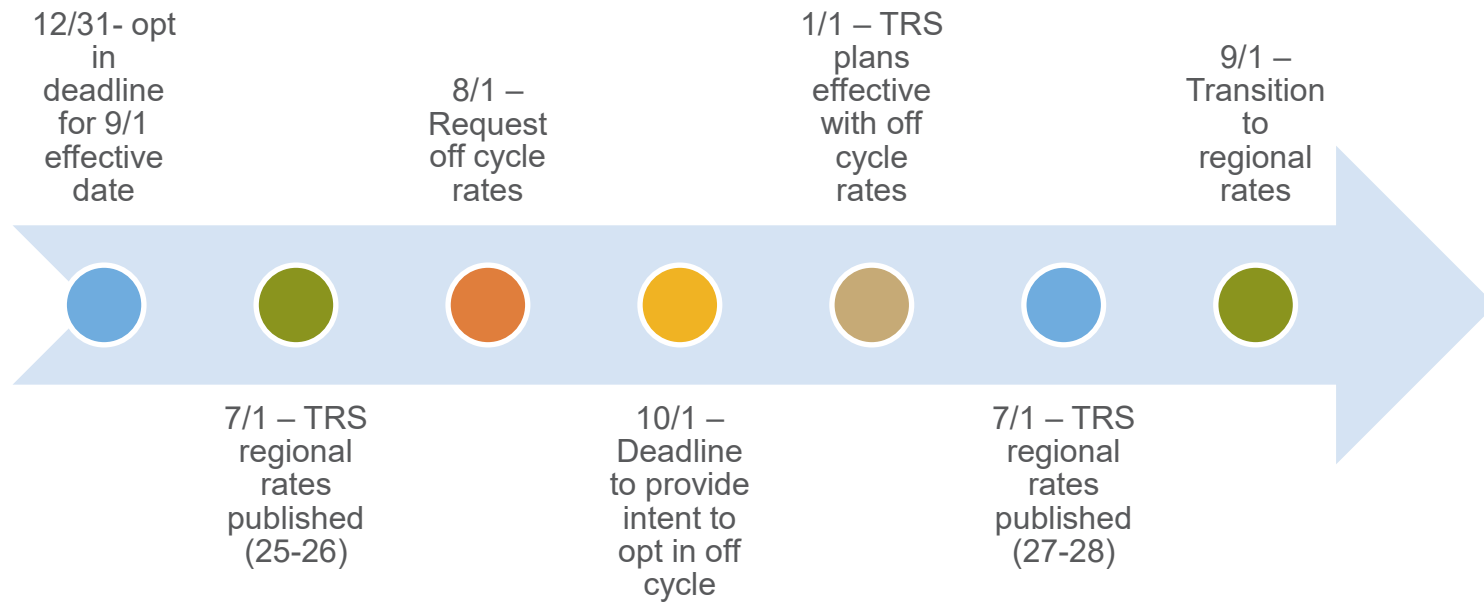 12/31- opt
in
deadline
for 9/1
effective
date
7/1 – TRS
regional
rates
published
(25-26)
8/1 –
Request
off cycle
rates
10/1 –
Deadline
to provide
intent to
opt in off
cycle
1/1 – TRS
plans
effective
with off
cycle
rates
7/1 – TRS
regional
rates
published
(27-28)
9/1 –
Transition
to
regional
rates